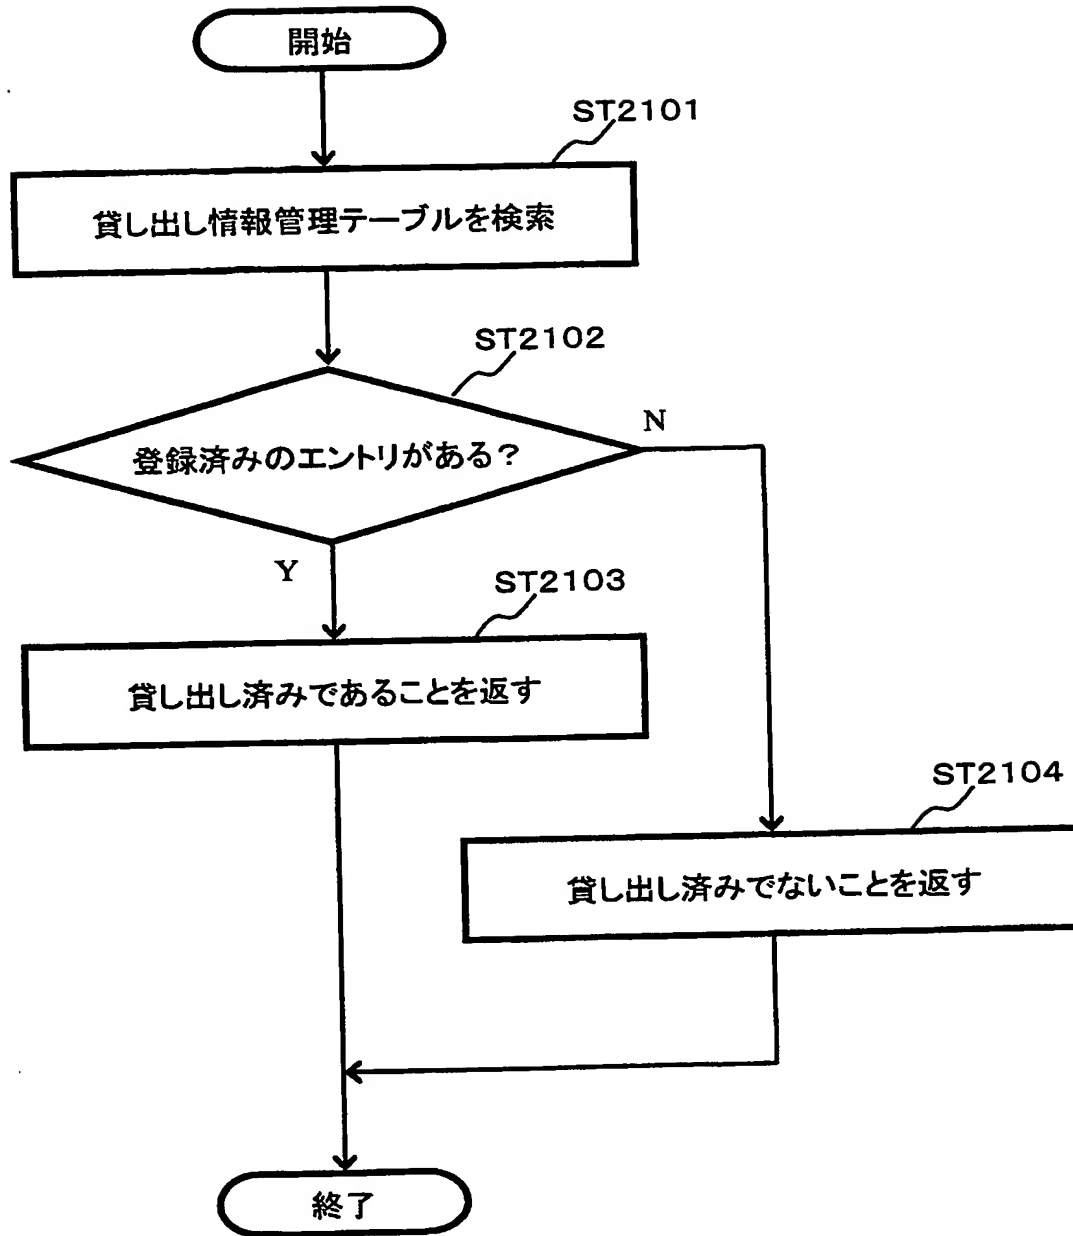 開始
ST2101
貸し出し情報管理テーブルを検索
ST2102
登録済みのエントリがある?
N
Y
ST2103
貸し出し済みであることを返す
ST2104
貸し出し済みでないことを返す
終了